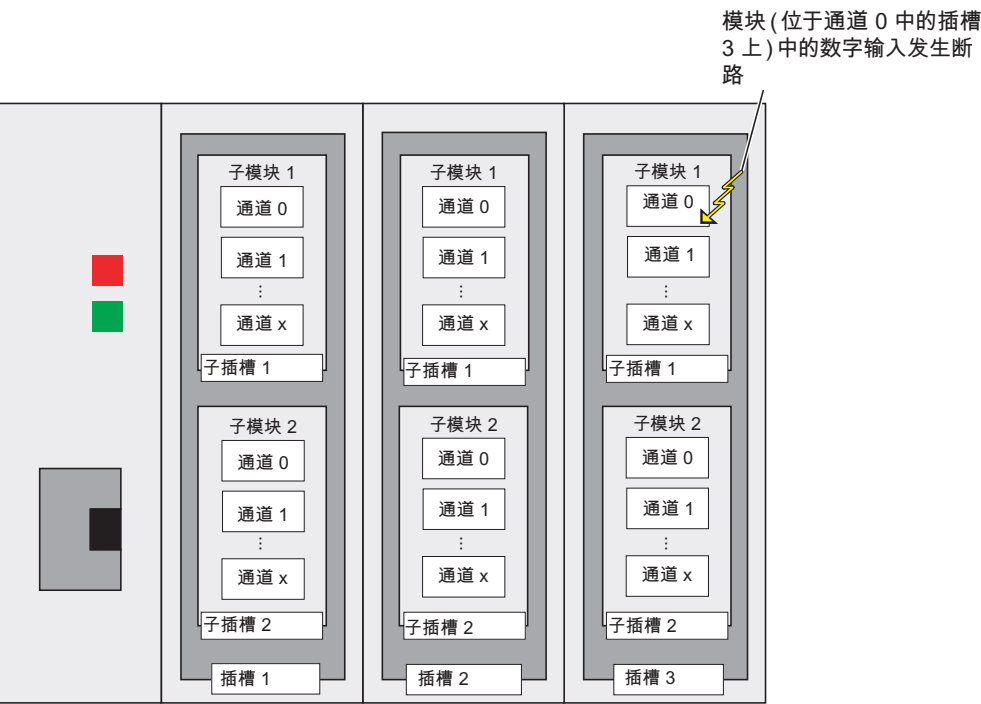 模块(位于通道 0 中的插槽
3 上)中的数字输入发生断
路
子模块 1
通道 0
通道 1
⋮
通道 x
子插槽 1
子模块 2
通道 0
通道 1
⋮
通道 x
子插槽 2
插槽 1
子模块 1
通道 0
通道 1
⋮
通道 x
子插槽 1
子模块 2
通道 0
通道 1
⋮
通道 x
子插槽 2
插槽 2
子模块 1
通道 0
通道 1
⋮
通道 x
子插槽 1
子模块 2
通道 0
通道 1
⋮
通道 x
子插槽 2
插槽 3